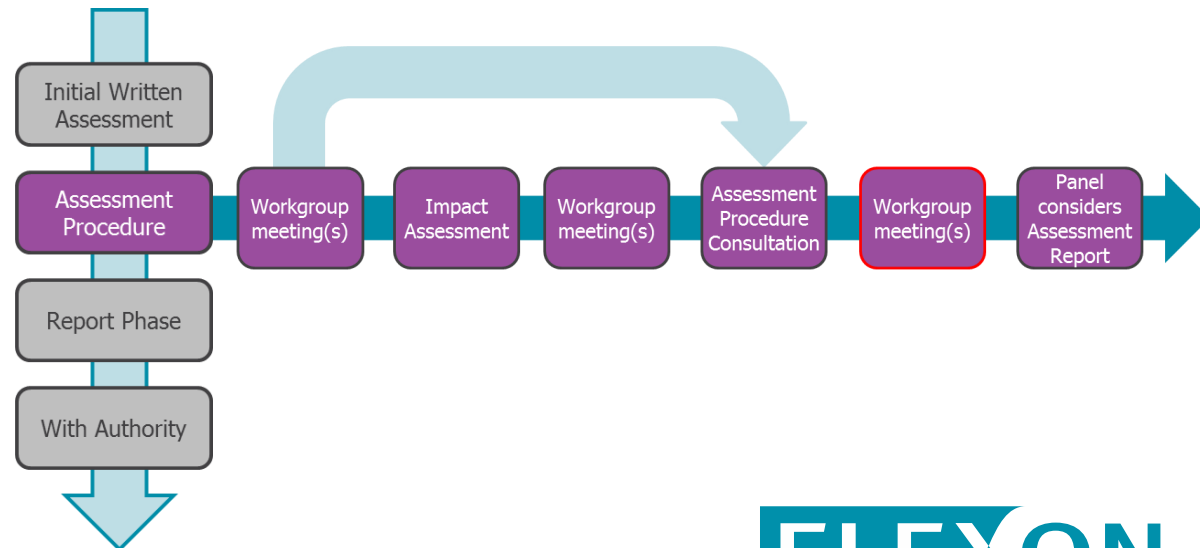 Initial Written
Assessment
Assessment
Procedure
Workgroup
meeting(s)
Impact
Assessment
Workgroup
meeting(s)
Assessment
Procedure
Consultation
Workgroup
meeting(s)
Panel
considers
Assessment
Report
Report Phase
With Authority
ELEXON